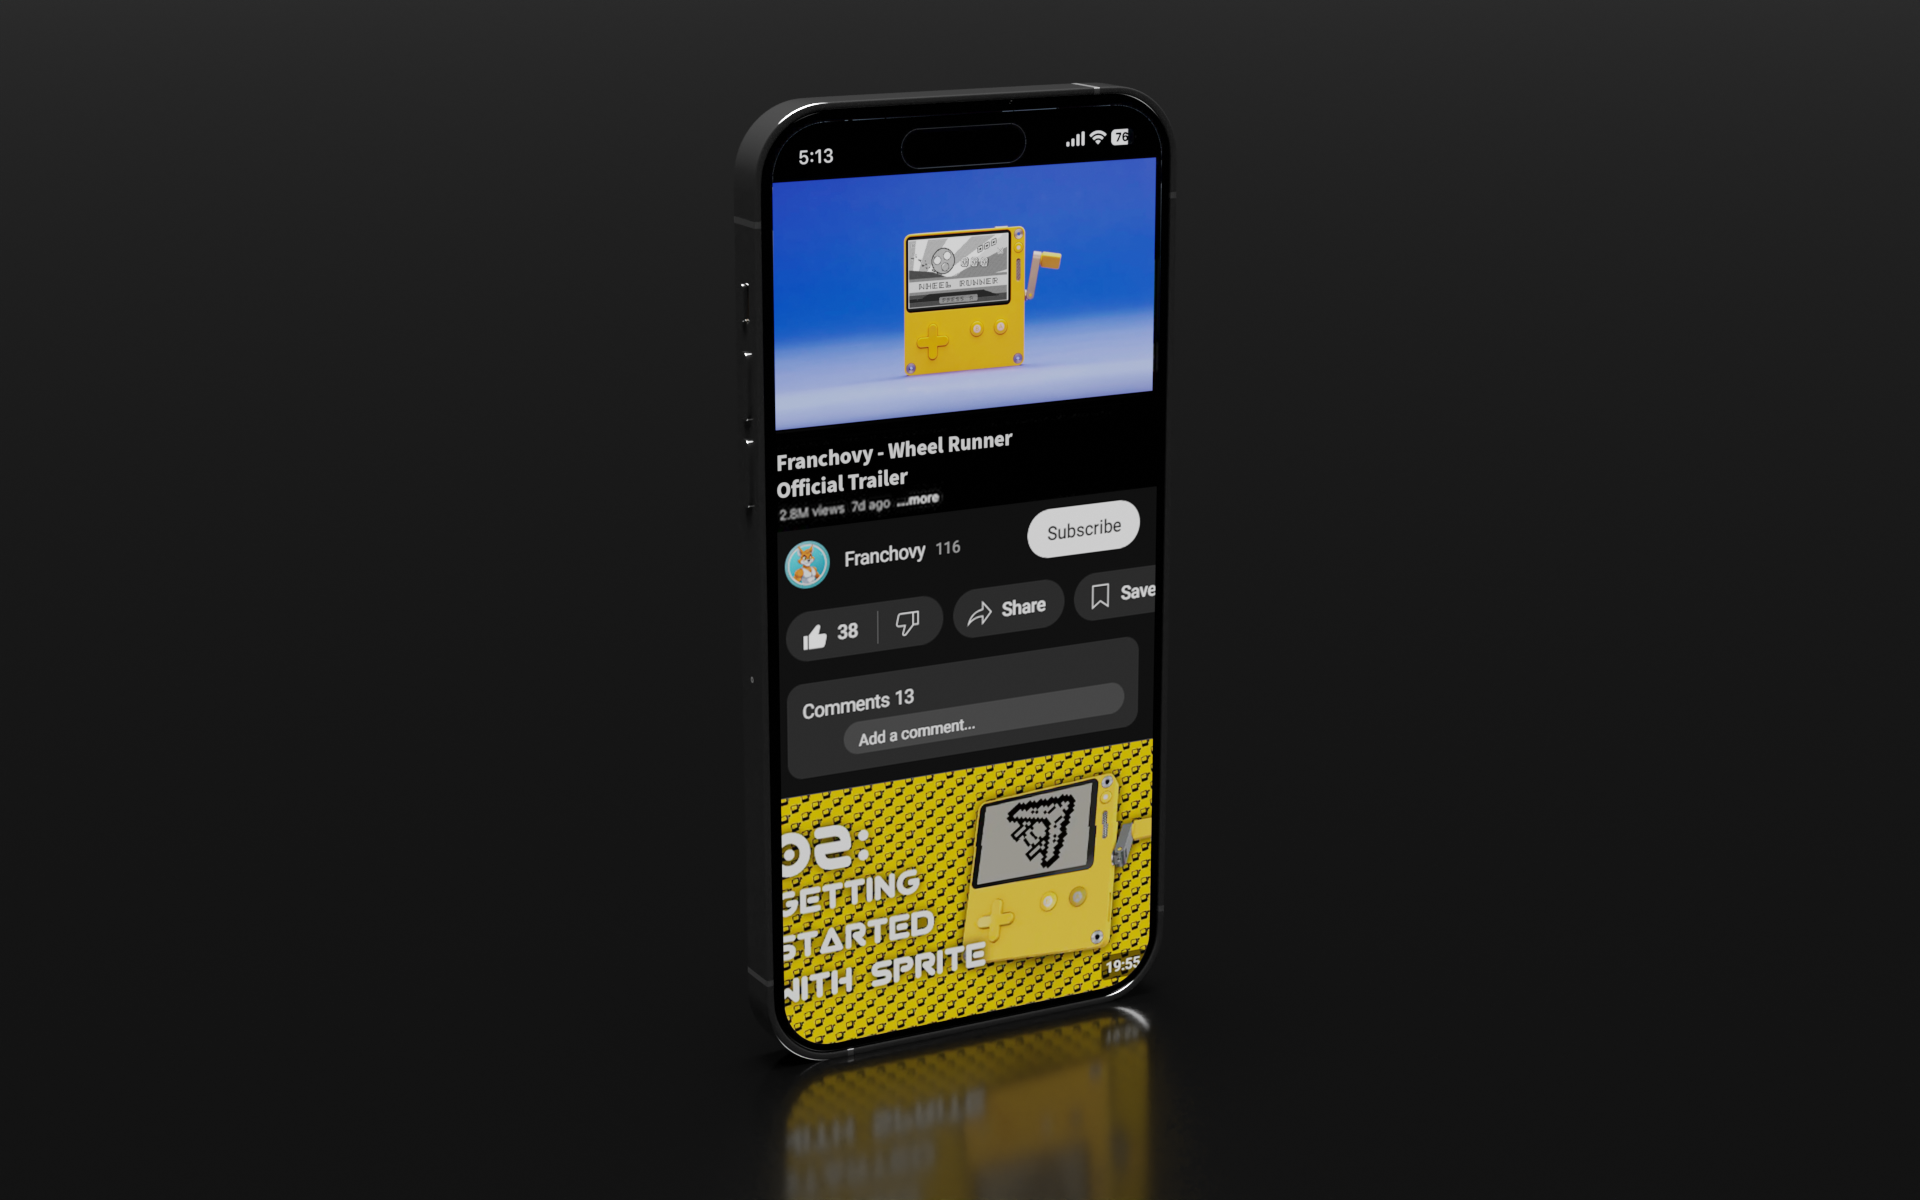 5:13
76
WHEEL RUNNER
Franchovy - Wheel Runner
Official Trailer
2.8M views 7d ago ...more
Franchovy 116
Subscribe
38
Share
Save
Comments 13
Add a comment...
02:
GETTING
STARTED
WITH SPRITE
19:55